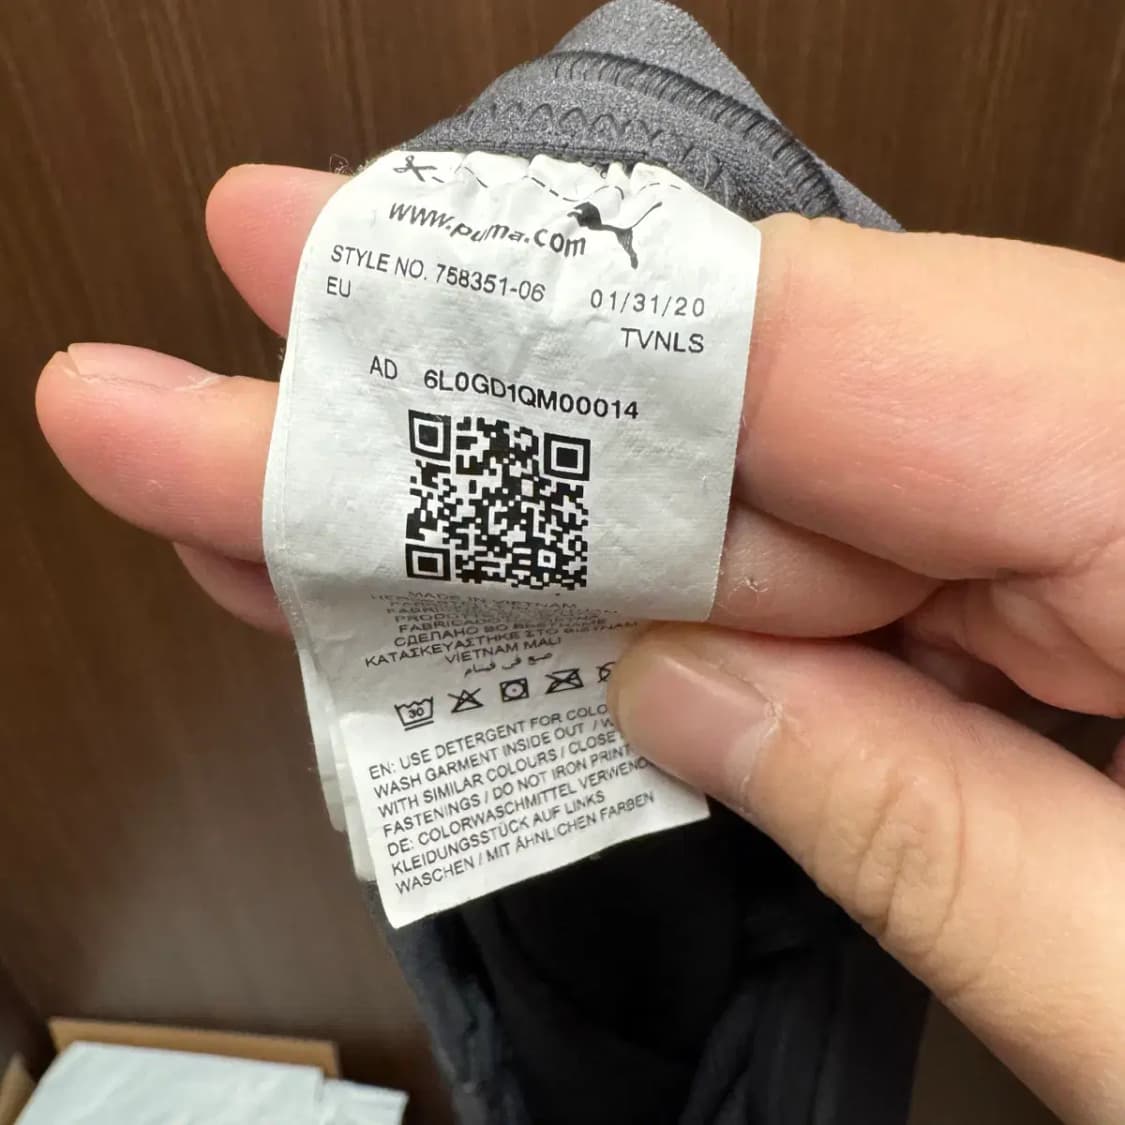 www.puma.com
STYLE NO. 758351-06 01/31/20
EU
TVNLS
AD 6L0GD1QM00014
MADE IN VIETNAM
FABRICADO
СДЕЛАНО ВО ВЬЕТНАМ
ΚΑΤΑΣΚΕΥΑΣΤΗΚΕ ΣΤΟ ΒΙΕΤΝΑΜ
VIETNAM MALI
صنع في فيتنام
30
EN: USE DETERGENT FOR
WASH GARMENT INSIDE OUT /
WITH SIMILAR COLOURS / CLOSE
FASTENINGS / DO NOT IRON PRINT
DE: COLORWASCHMITTEL
KLEIDUNGSSTÜCK AUF LINKS
WASCHEN / MIT ÄHNLICHEN FARBEN